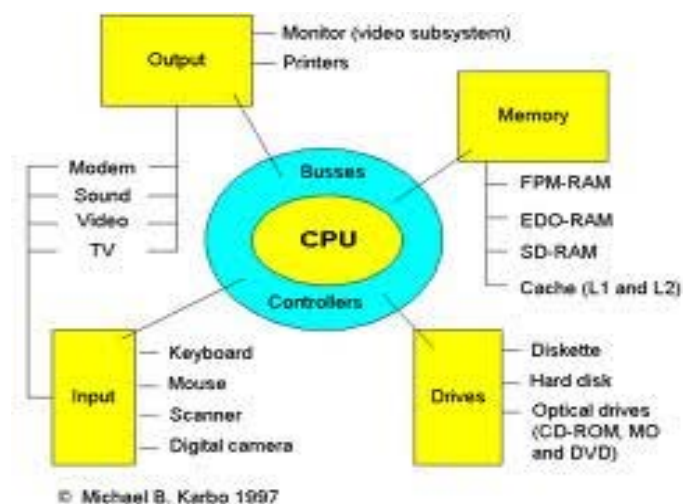 Output
Monitor (video subsystem)
Printers
Memory
Modem
Sound
Video
TV
Busses
CPU
Controllers
FPM-RAM
EDO-RAM
SD-RAM
Cache (L1 and L2)
Input
Keyboard
Mouse
Scanner
Digital camera
Drives
Diskette
Hard disk
Optical drives
(CD-ROM, MO
and DVD)
© Michael B. Karbo 1997